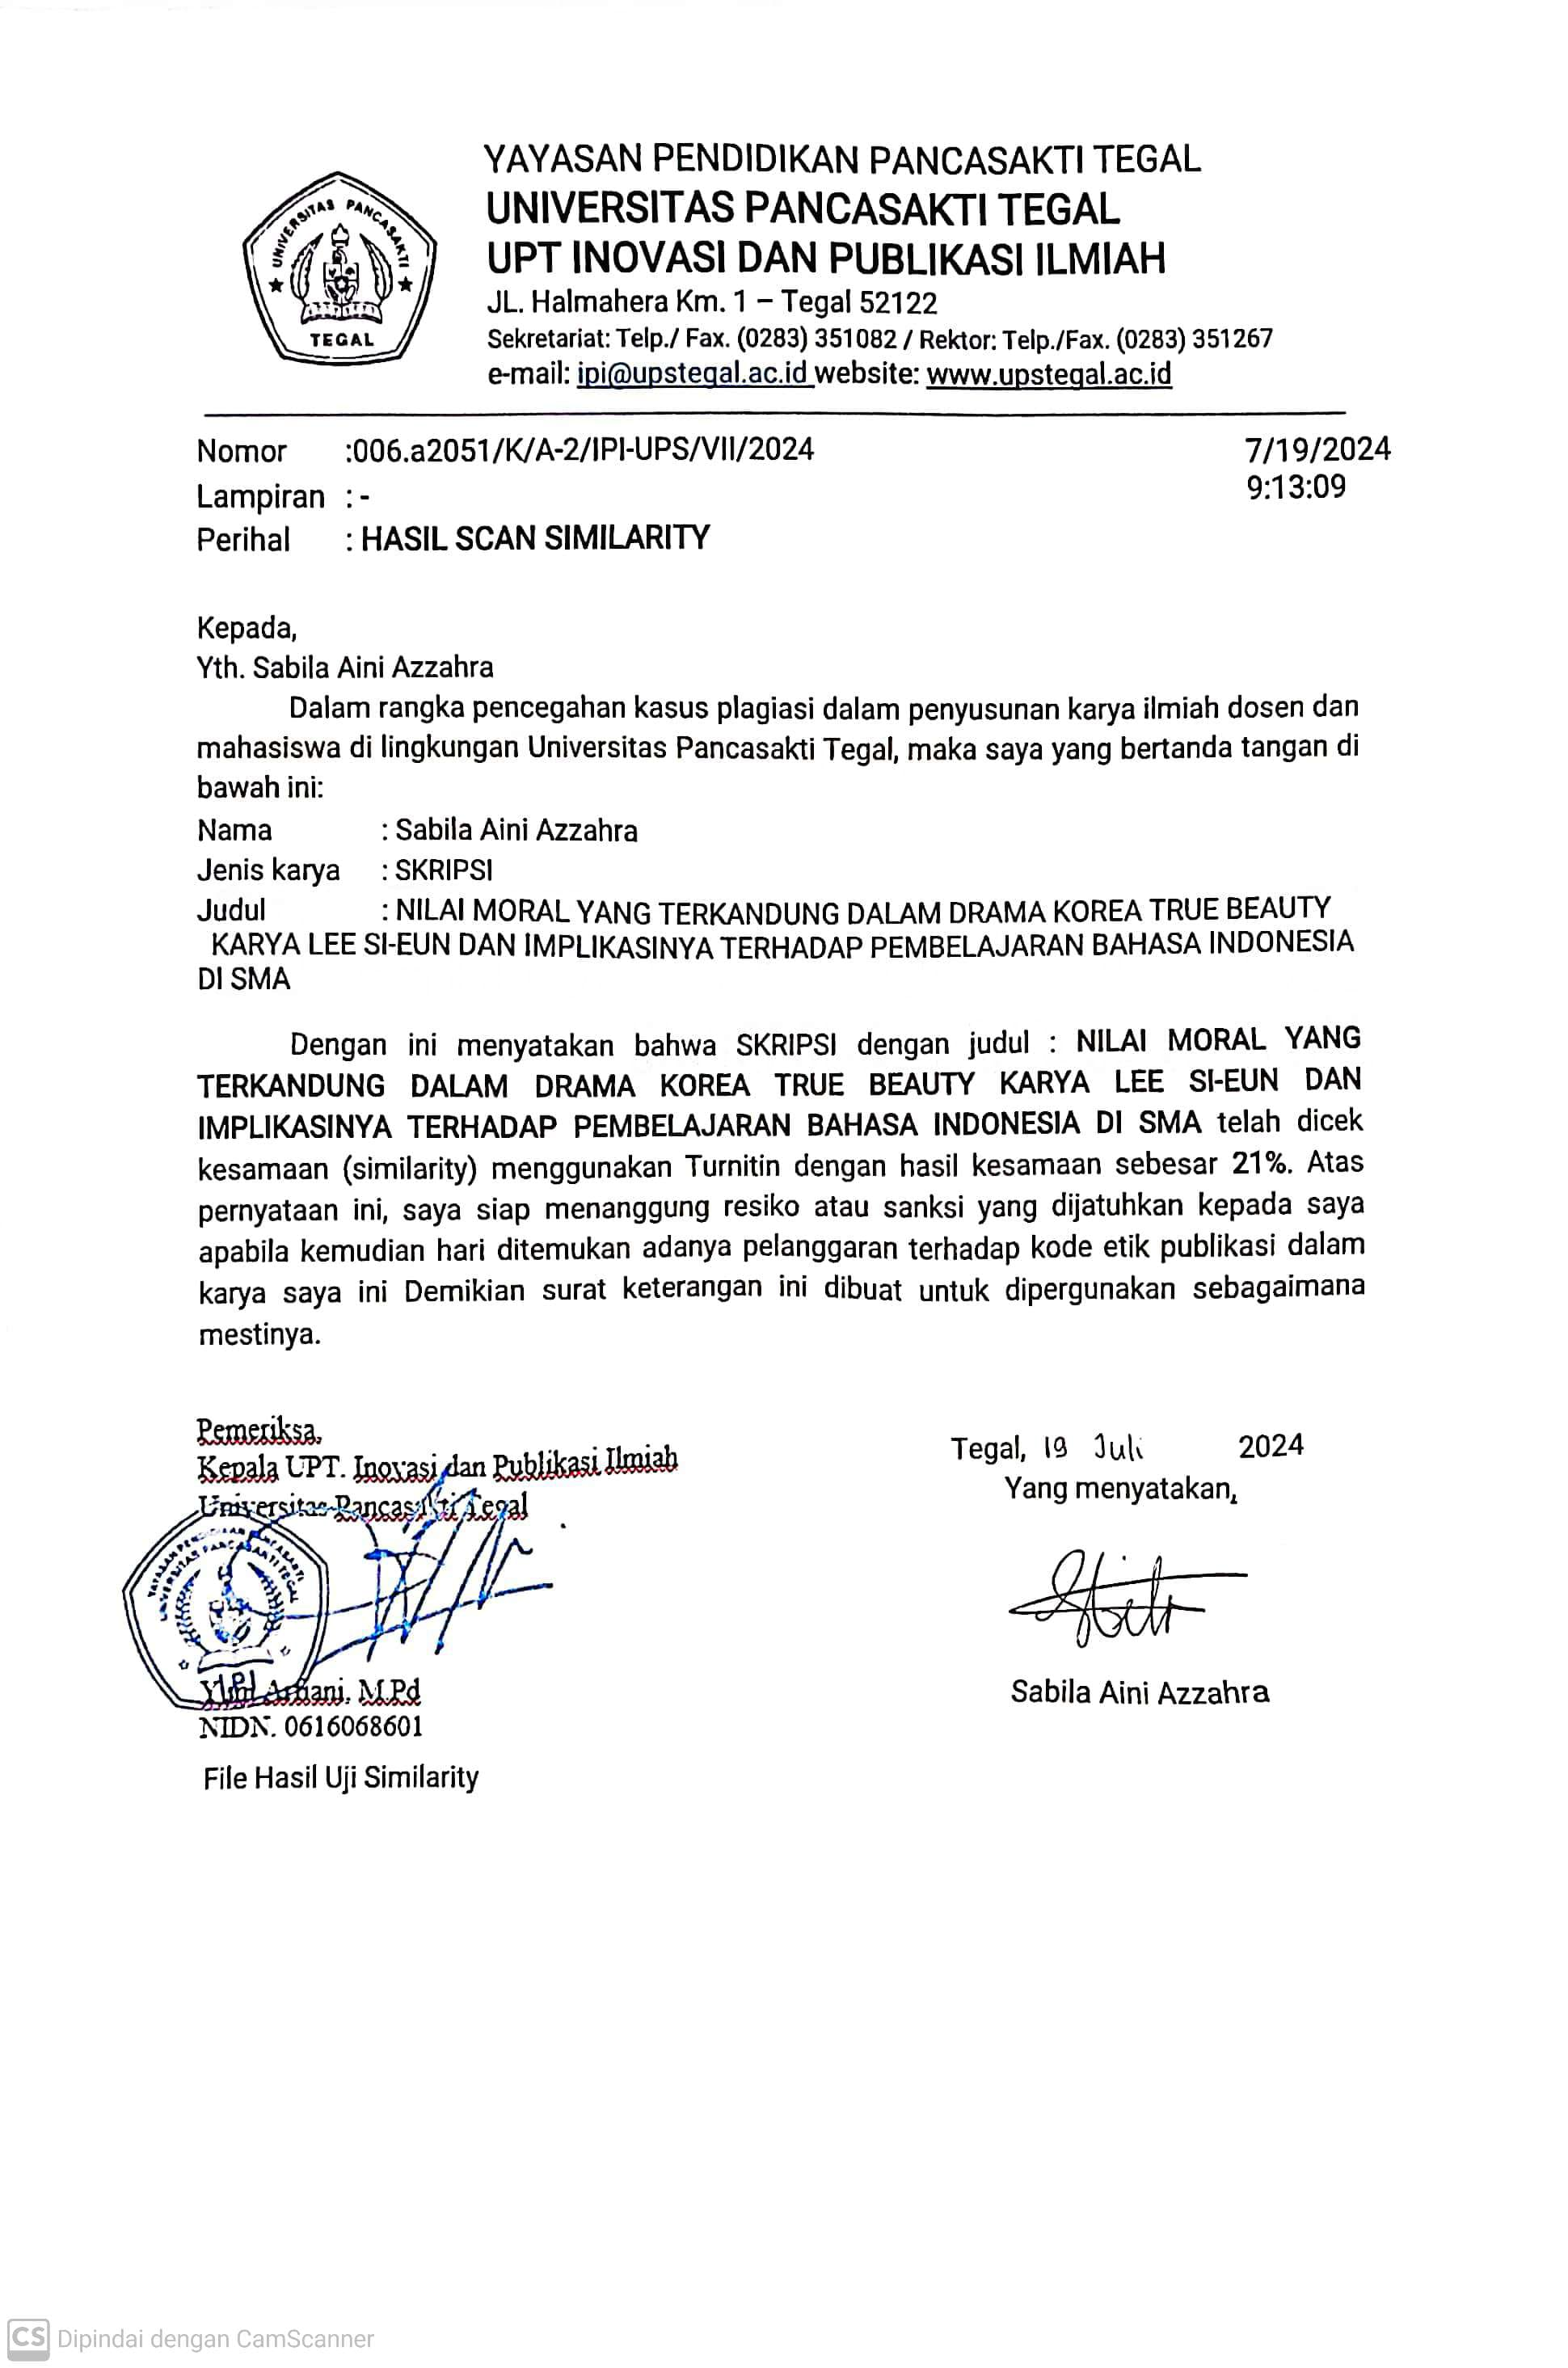 YAYASAN PENDIDIKAN PANCASAKTI TEGAL
UNIVERSITAS PANCASAKTI TEGAL
UPT INOVASI DAN PUBLIKASI ILMIAH
JL. Halmahera Km. 1 – Tegal 52122
Sekretariat: Telp./ Fax. (0283) 351082 / Rektor: Telp./Fax. (0283) 351267
e-mail: ipi@upstegal.ac.id website: www.upstegal.ac.id
UNIVERSITAS PANCASAKTI
TEGAL
Nomor :006.a2051/K/A-2/IPI-UPS/VII/2024 7/19/2024
9:13:09
Lampiran : -
Perihal : HASIL SCAN SIMILARITY
Kepada,
Yth. Sabila Aini Azzahra
Dalam rangka pencegahan kasus plagiasi dalam penyusunan karya ilmiah dosen dan
mahasiswa di lingkungan Universitas Pancasakti Tegal, maka saya yang bertanda tangan di
bawah ini:
Nama : Sabila Aini Azzahra
Jenis karya : SKRIPSI
Judul : NILAI MORAL YANG TERKANDUNG DALAM DRAMA KOREA TRUE BEAUTY
KARYA LEE SI-EUN DAN IMPLIKASINYA TERHADAP PEMBELAJARAN BAHASA INDONESIA
DI SMA
Dengan ini menyatakan bahwa SKRIPSI dengan judul : NILAI MORAL YANG
TERKANDUNG DALAM DRAMA KOREA TRUE BEAUTY KARYA LEE SI-EUN DAN
IMPLIKASINYA TERHADAP PEMBELAJARAN BAHASA INDONESIA DI SMA telah dicek
kesamaan (similarity) menggunakan Turnitin dengan hasil kesamaan sebesar 21%. Atas
pernyataan ini, saya siap menanggung resiko atau sanksi yang dijatuhkan kepada saya
apabila kemudian hari ditemukan adanya pelanggaran terhadap kode etik publikasi dalam
karya saya ini Demikian surat keterangan ini dibuat untuk dipergunakan sebagaimana
mestinya.
Pemeriksa,
Kepala UPT. Inovasi dan Publikasi Ilmiah
Universitas Pancasakti Tegal
Tegal, 19 Juli 2024
Yang menyatakan,
UNIVERSITAS PANCASAKTI TEGAL
IPI
M.Pd
NIDN. 0616068601
Sabila Aini Azzahra
File Hasil Uji Similarity
CS Dipindai dengan CamScanner